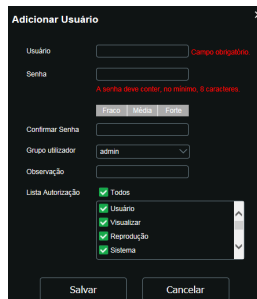 Adicionar Usuário
Usuário Campo obrigatório.
Senha
A senha deve conter, no mínimo, 8 caracteres.
Fraco Média Forte
Confirmar Senha
Grupo utilizador admin
Observação
Lista Autorização Todos
Usuário
Visualizar
Reprodução
Sistema
Salvar Cancelar